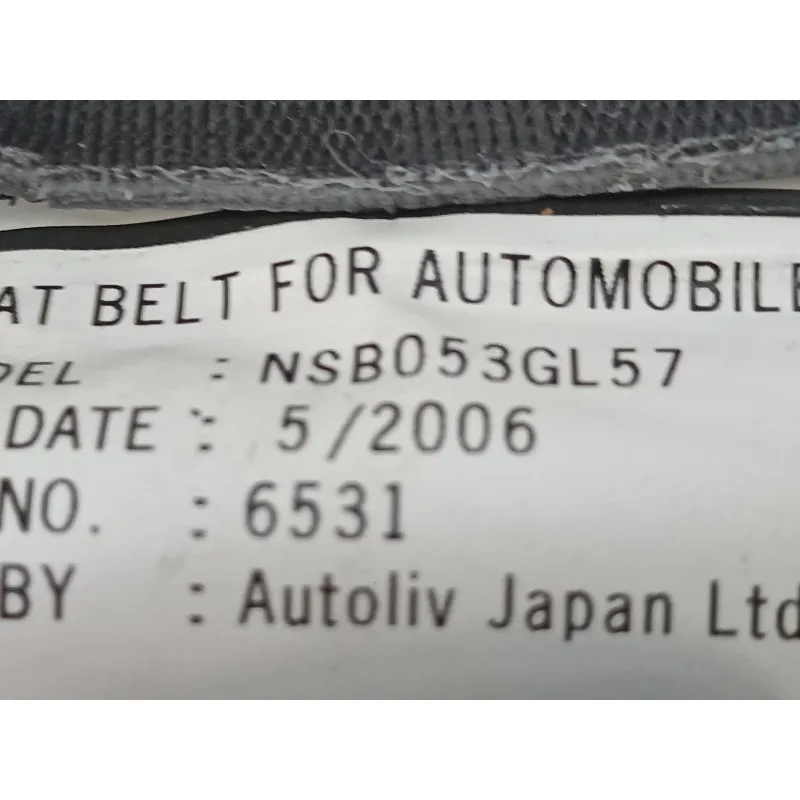 AT BELT FOR AUTOMOBILE
DEL : NSB053GL57
DATE : 5/2006
NO. : 6531
BY : Autoliv Japan Ltd